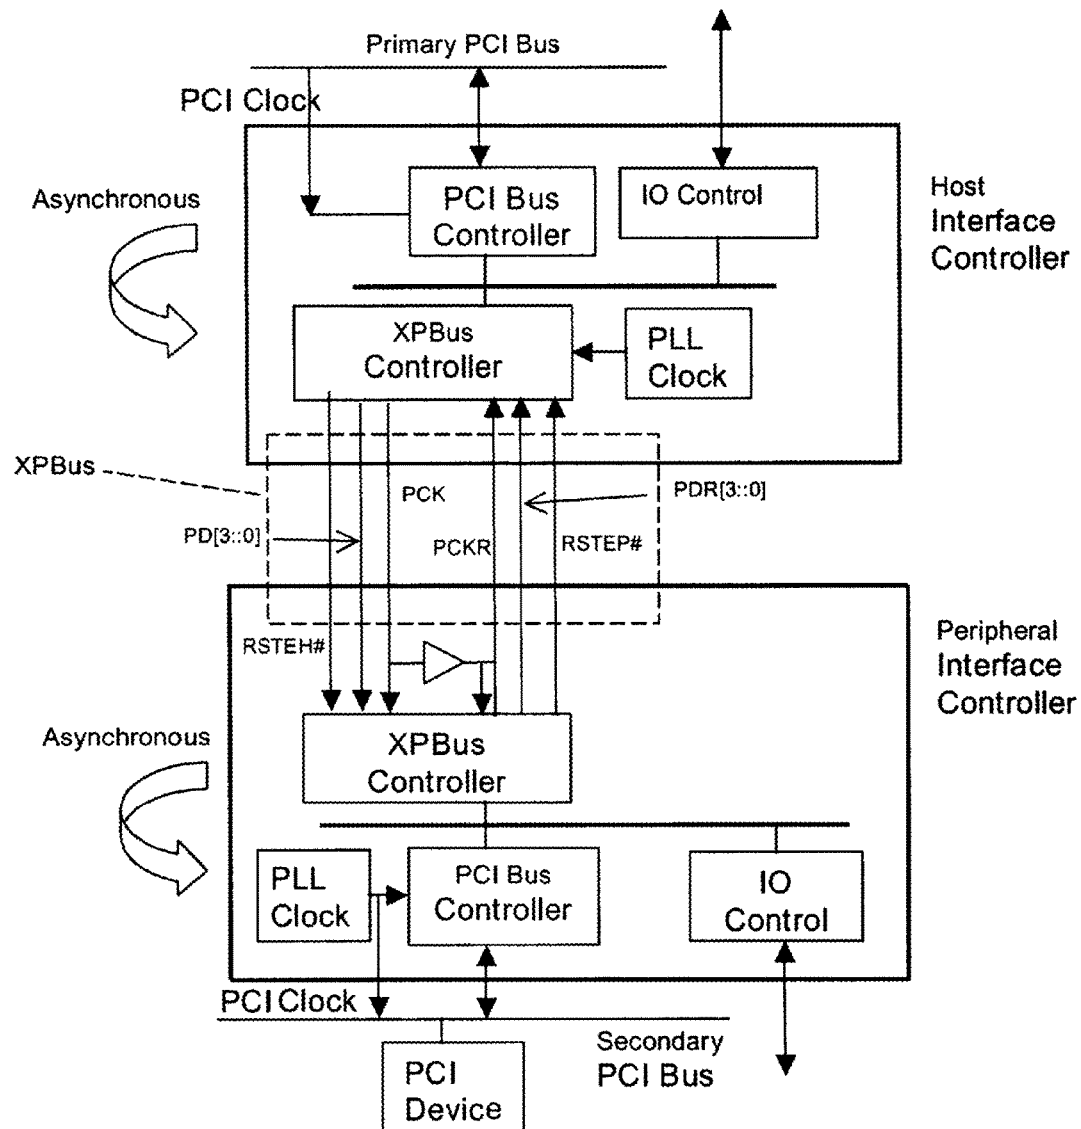 Primary PCI Bus
PCI Clock
Asynchronous
PCI Bus
Controller
IO Control
Host
Interface
Controller
XPBus
Controller
PLL
Clock
XPBus
PCK
PDR[3::0]
PD[3::0]
PCKR
RSTEP#
RSTEH#
Peripheral
Interface
Controller
Asynchronous
XPBus
Controller
PLL
Clock
PCI Bus
Controller
IO
Control
PCI Clock
Secondary
PCI Bus
PCI
Device